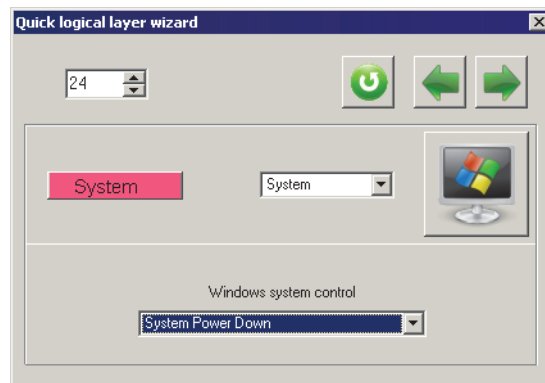 Quick logical layer wizard
24
System
System
Windows system control
System Power Down